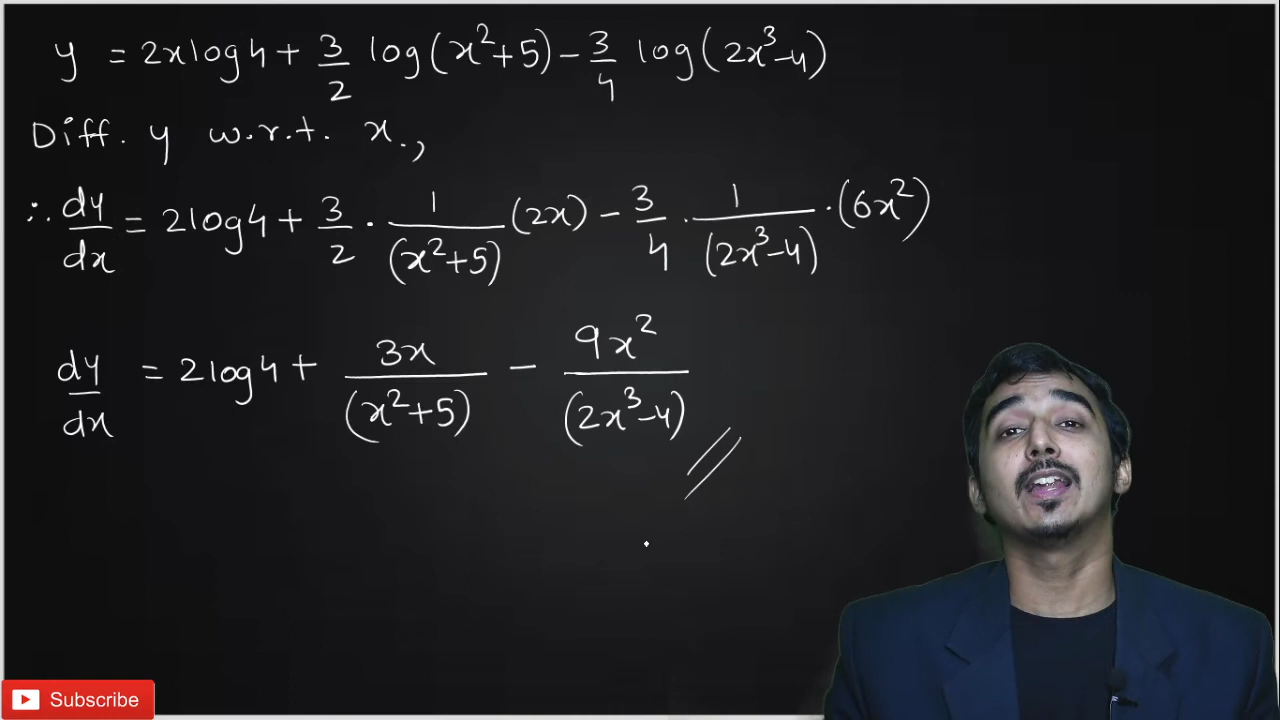 y = 2x log 4 + 3/2 log(x²+5) − 3/4 log(2x³−4)
Diff. y w.r.t. x.,
∴ dy/dx = 2 log 4 + 3/2 · 1/(x²+5) (2x) − 3/4 · 1/(2x³−4) · (6x²)
dy/dx = 2 log 4 + 3x/(x²+5) − 9x²/(2x³−4) //
Subscribe